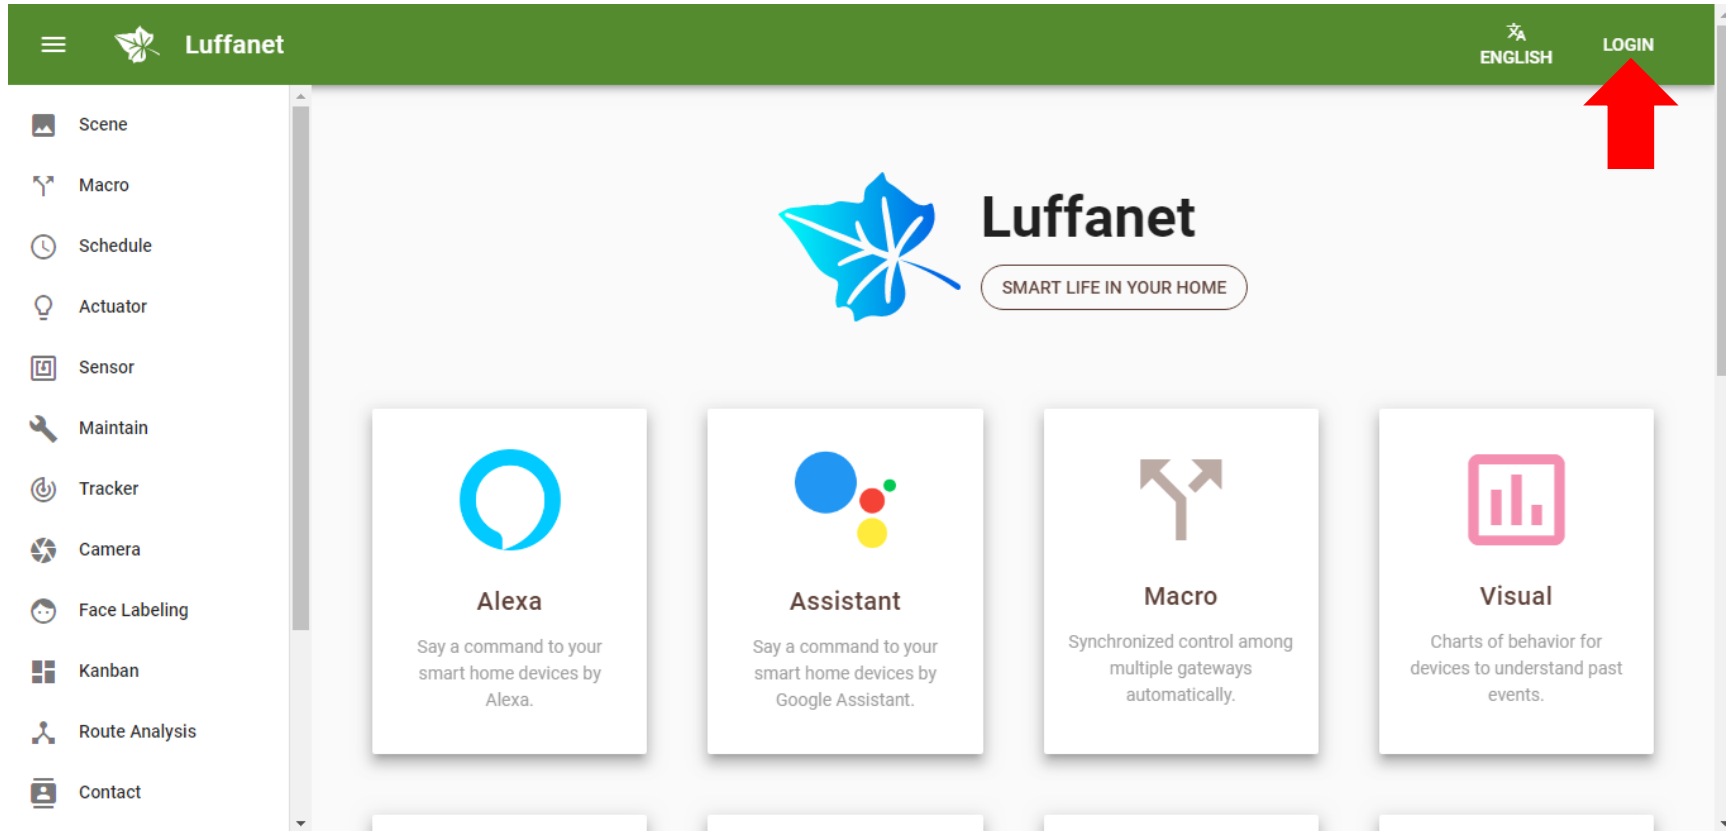 Luffanet
ENGLISH
LOGIN
Scene
Macro
Schedule
Actuator
Sensor
Maintain
Tracker
Camera
Face Labeling
Kanban
Route Analysis
Contact
Luffanet
SMART LIFE IN YOUR HOME
Alexa
Say a command to your
smart home devices by
Alexa.
Assistant
Say a command to your
smart home devices by
Google Assistant.
Macro
Synchronized control among
multiple gateways
automatically.
Visual
Charts of behavior for
devices to understand past
events.